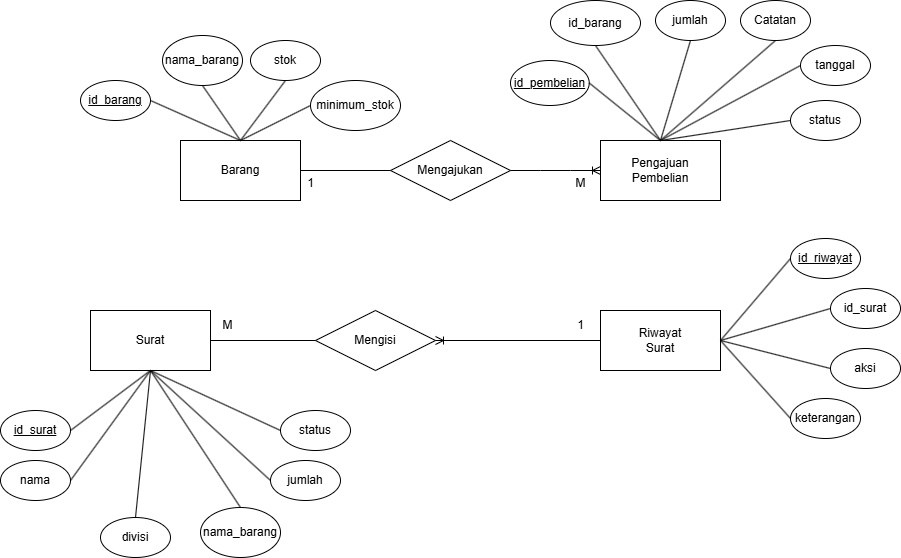 id_barang
nama_barang
stok
minimum_stok
id_pembelian
id_barang
jumlah
Catatan
tanggal
status
Barang
1
Mengajukan
M
Pengajuan
Pembelian
Surat
M
Mengisi
1
Riwayat
Surat
id_riwayat
id_surat
aksi
keterangan
id_surat
nama
divisi
nama_barang
jumlah
status